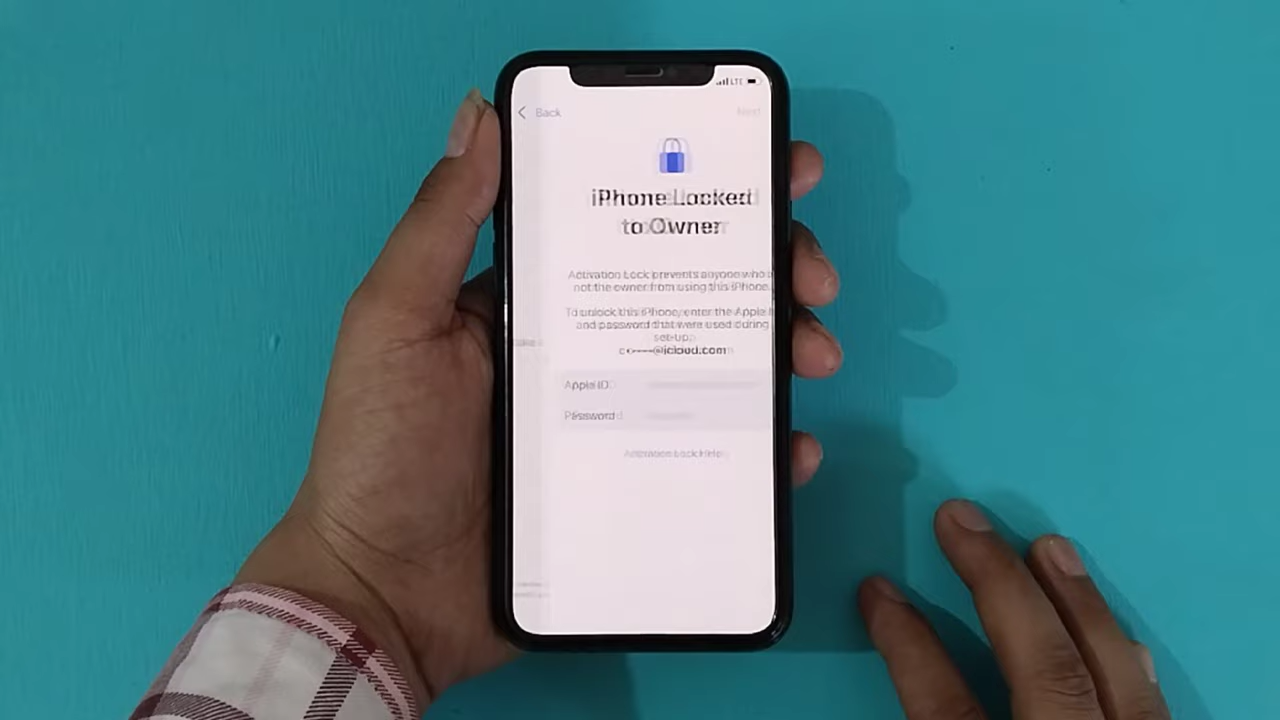 LTE
Back
Next
iPhone Locked
to Owner
Activation Lock prevents anyone who
not the owner from using this iPhone.
To unlock this iPhone, enter the Apple
and password that were used during
set-up.
c•••••@icloud.com
Apple ID
Password
Activation Lock Help